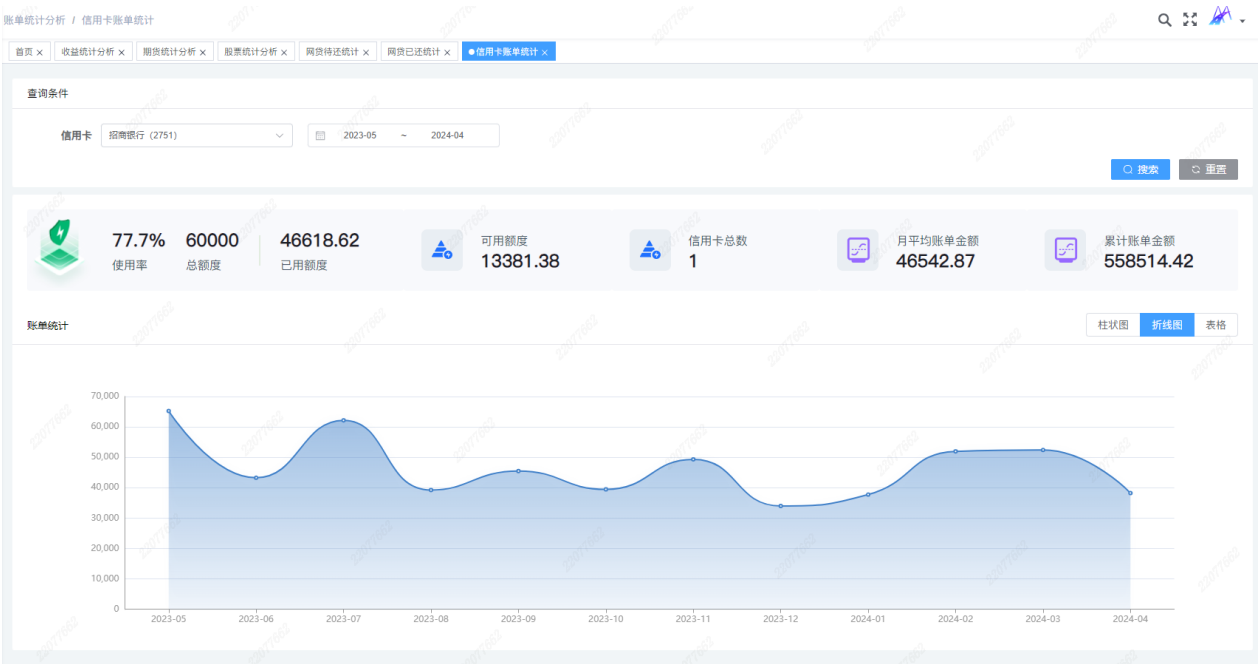 账单统计分析 / 信用卡账单统计
首页 × 收益统计分析 × 期货统计分析 × 股票统计分析 × 网贷待还统计 × 网贷已还统计 × 信用卡账单统计 ×
查询条件
信用卡 招商银行（2751） 2023-05 ~ 2024-04
搜索 重置
77.7% 60000 46618.62
使用率 总额度 已用额度
可用额度
13381.38
信用卡总数
1
月平均账单金额
46542.87
累计账单金额
558514.42
账单统计 柱状图 折线图 表格
70,000
60,000
50,000
40,000
30,000
20,000
10,000
0
2023-05 2023-06 2023-07 2023-08 2023-09 2023-10 2023-11 2023-12 2024-01 2024-02 2024-03 2024-04
22077662